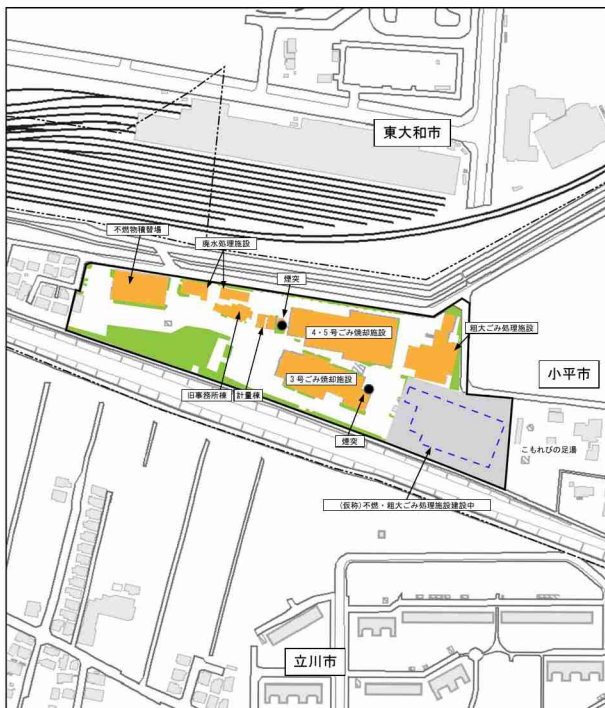 東大和市
不燃物積替場
廃水処理施設
煙突
4・5号ごみ焼却施設
粗大ごみ処理施設
小平市
3号ごみ焼却施設
旧事務所棟
計量棟
煙突
こもれびの足湯
(仮称)不燃・粗大ごみ処理施設建設中
立川市